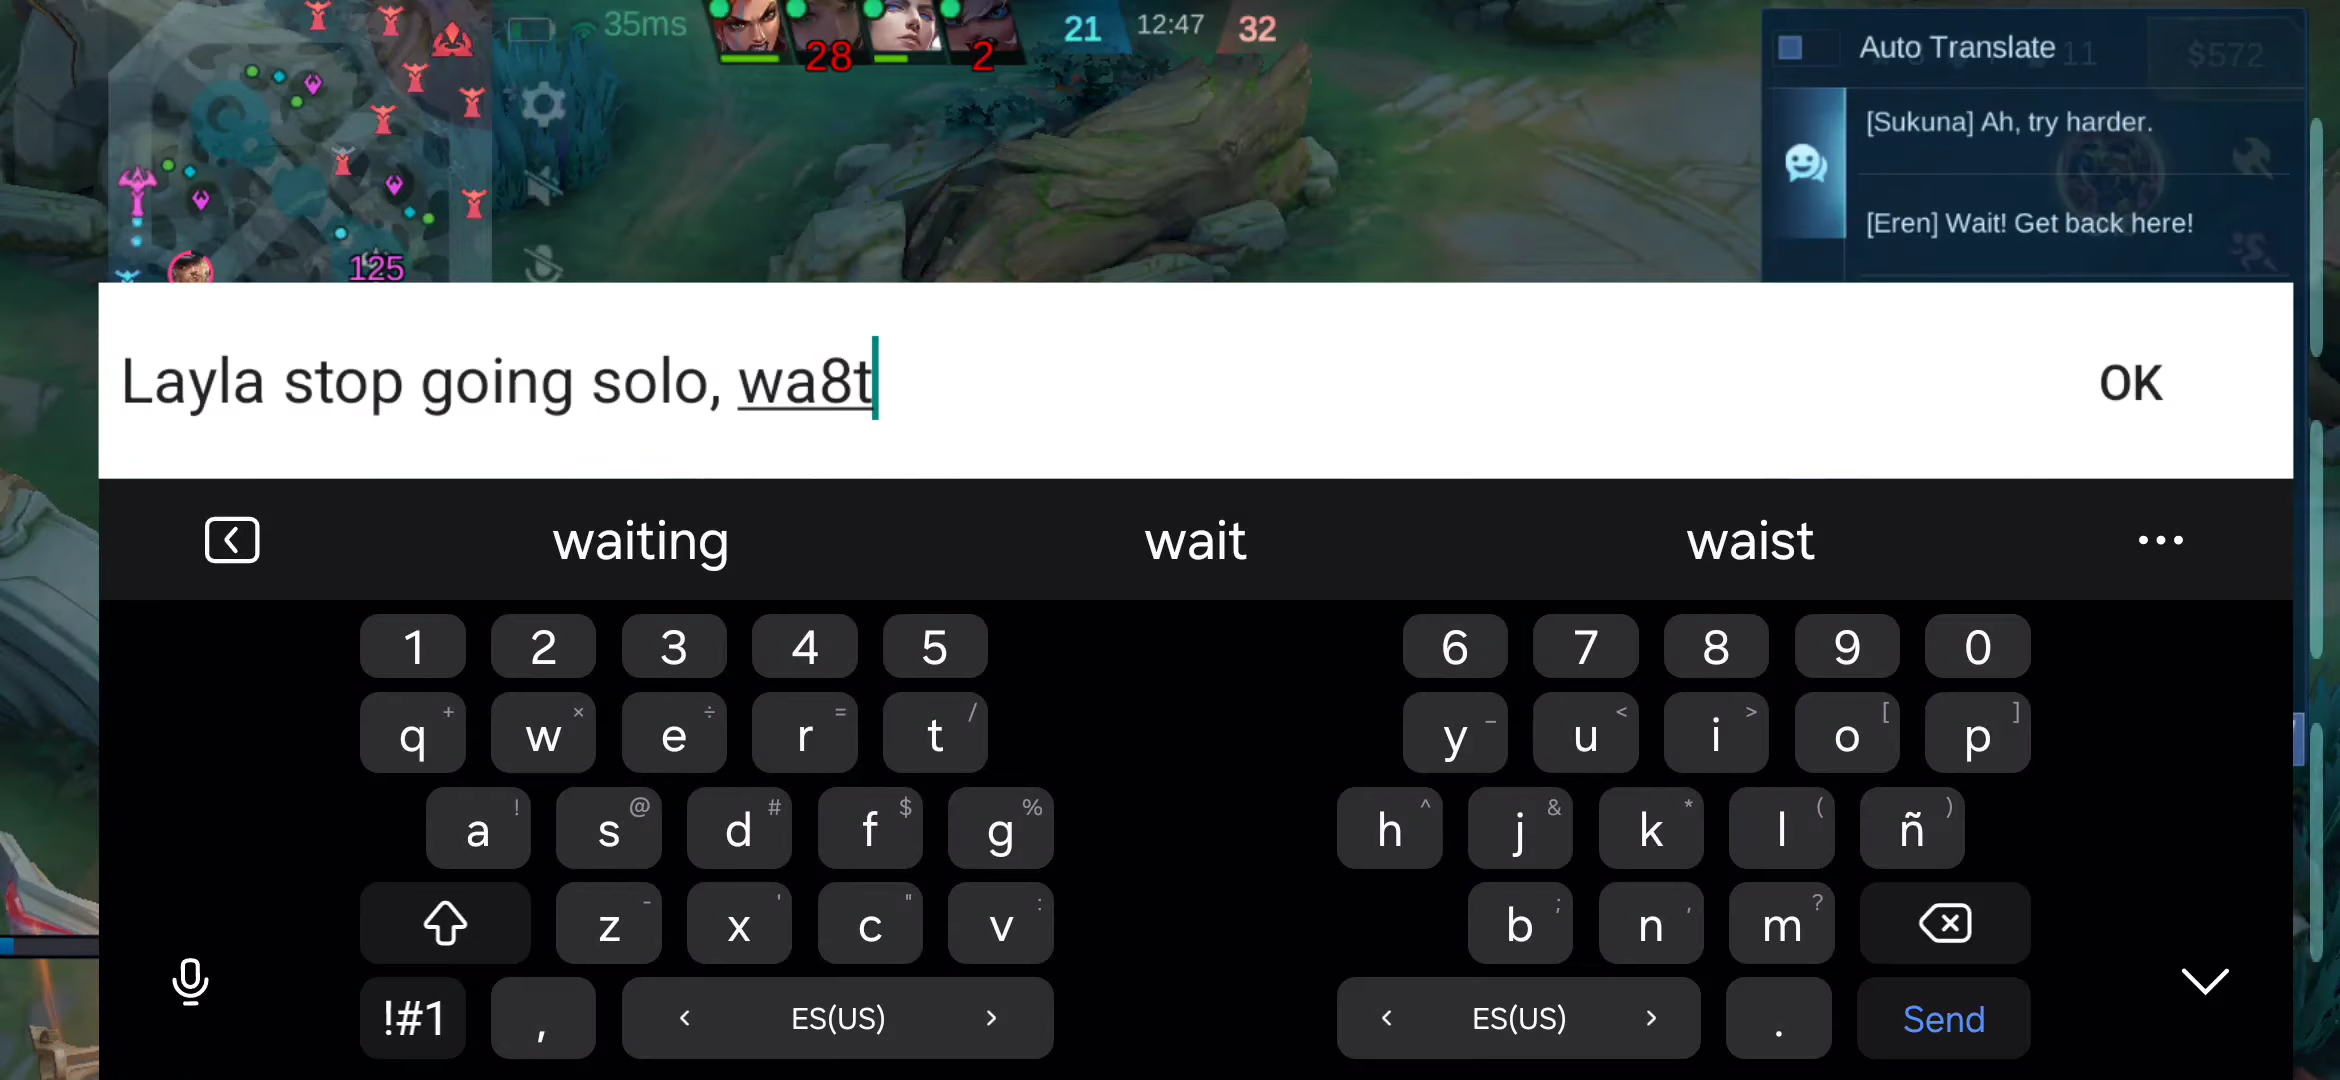 35ms
28
2
21 12:47 32
Auto Translate
11
$572
[Sukuna] Ah, try harder.
[Eren] Wait! Get back here!
125
Layla stop going solo, wa8t
OK
waiting wait waist ...
1 2 3 4 5 6 7 8 9 0
q + w × e ÷ r = t / y _ u < i > o [ p ]
a ! s @ d # f $ g % h ^ j & k * l ( ñ )
z - x ' c " v : b ; n , m ?
!#1 , < ES(US) > < ES(US) > . Send